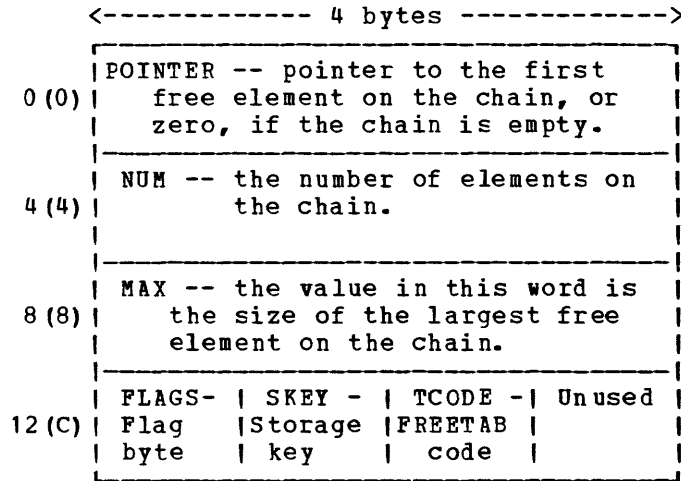 <-------------- 4 bytes ------------->
POINTER -- pointer to the first
0 (0) free element on the chain, or
zero, if the chain is empty.
NUM -- the number of elements on
4 (4) the chain.
MAX -- the value in this word is
8 (8) the size of the largest free
element on the chain.
FLAGS- | SKEY - | TCODE -| Unused
12 (C) Flag |Storage |FREETAB |
byte | key | code |